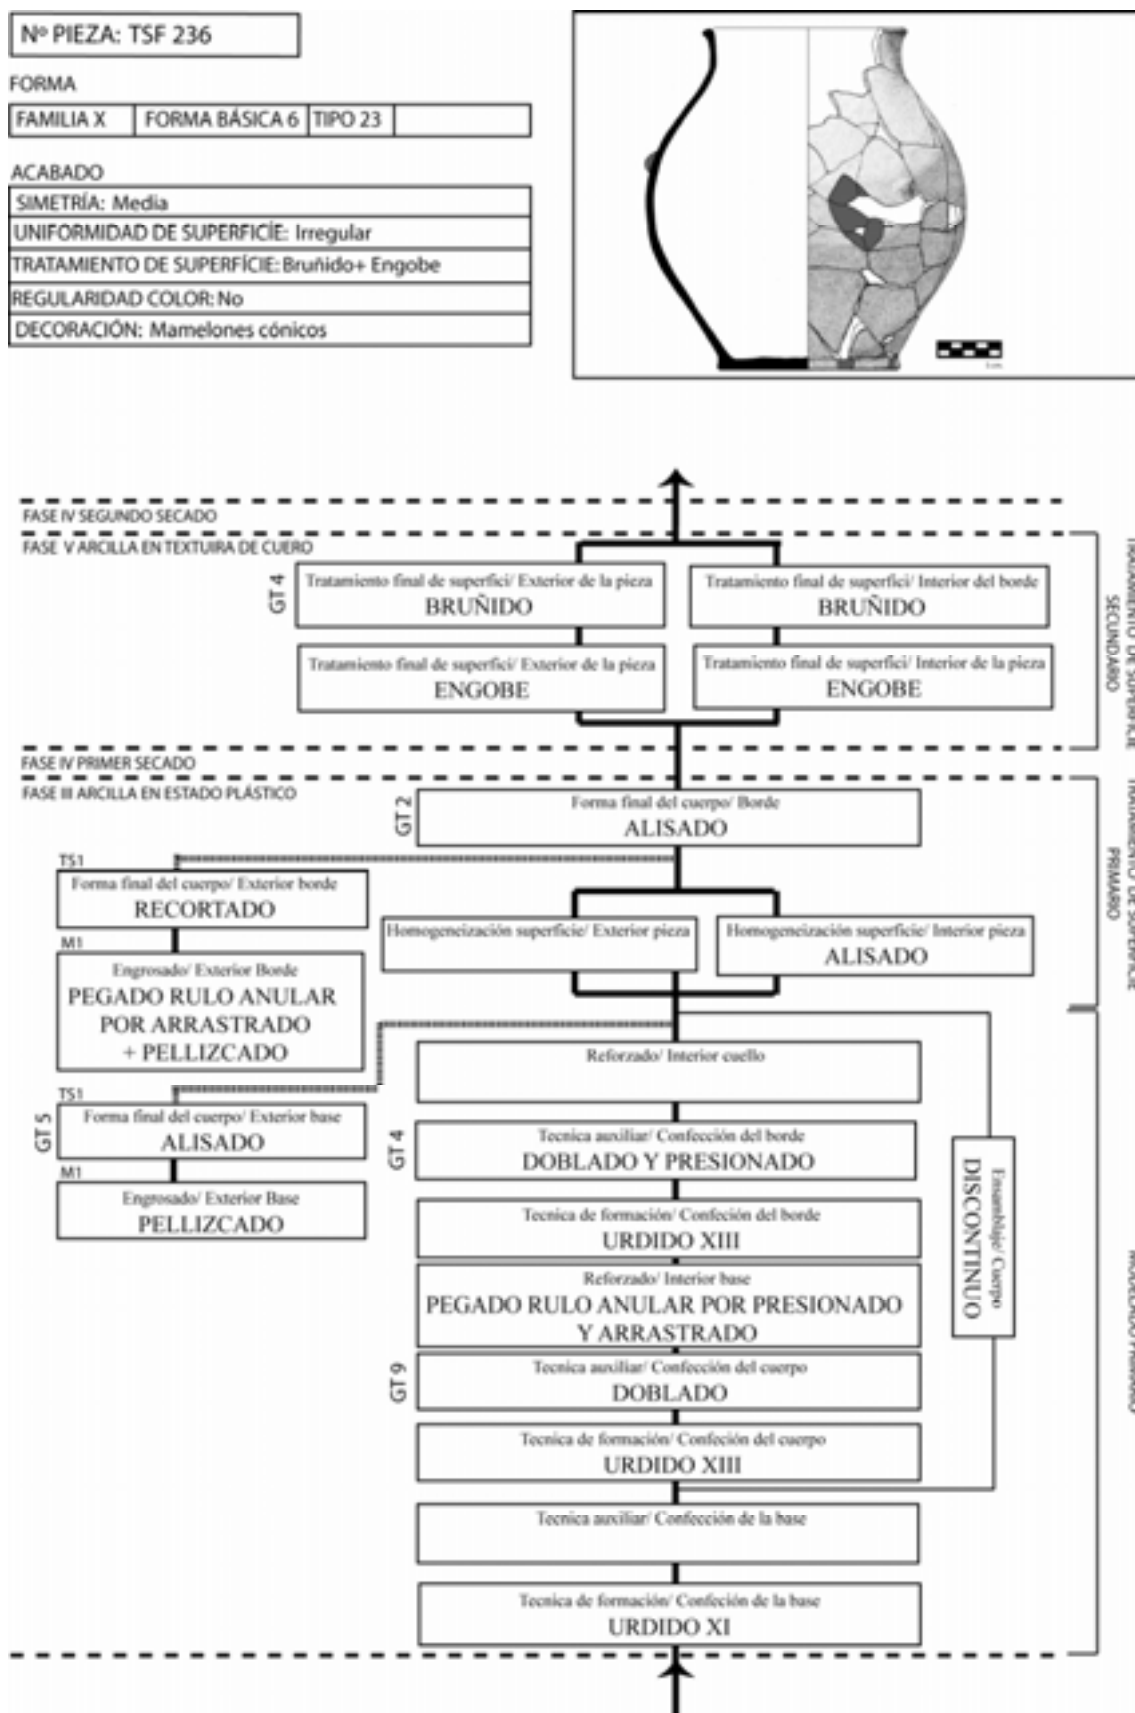 Nº PIEZA: TSF 236
FORMA
FAMILIA X FORMA BÁSICA 6 TIPO 23
ACABADO
SIMETRÍA: Media
UNIFORMIDAD DE SUPERFICÍE: Irregular
TRATAMIENTO DE SUPERFÍCIE: Bruñido+ Engobe
REGULARIDAD COLOR: No
DECORACIÓN: Mamelones cónicos
FASE IV SEGUNDO SECADO
FASE V ARCILLA EN TEXTUIRA DE CUERO
GT 4
Tratamiento final de superfici/ Exterior de la pieza
BRUÑIDO
Tratamiento final de superfici/ Interior del borde
BRUÑIDO
Tratamiento final de superfici/ Exterior de la pieza
ENGOBE
Tratamiento final de superfici/ Interior de la pieza
ENGOBE
TRATAMIENTO DE SUPERFICIE
SECUNDARIO
FASE IV PRIMER SECADO
FASE III ARCILLA EN ESTADO PLÁSTICO
GT 2
Forma final del cuerpo/ Borde
ALISADO
TS1
Forma final del cuerpo/ Exterior borde
RECORTADO
M1
Engrosado/ Exterior Borde
PEGADO RULO ANULAR
POR ARRASTRADO
+ PELLIZCADO
Homogeneización superficie/ Exterior pieza
Homogeneización superficie/ Interior pieza
ALISADO
TRATAMIENTO DE SUPERFICIE
PRIMARIO
TS1
GT 5
Forma final del cuerpo/ Exterior base
ALISADO
M1
Engrosado/ Exterior Base
PELLIZCADO
Reforzado/ Interior cuello
GT 4
Tecnica auxiliar/ Confección del borde
DOBLADO Y PRESIONADO
Tecnica de formación/ Confeción del borde
URDIDO XIII
Reforzado/ Interior base
PEGADO RULO ANULAR POR PRESIONADO
Y ARRASTRADO
GT 9
Tecnica auxiliar/ Confección del cuerpo
DOBLADO
Tecnica de formación/ Confeción del cuerpo
URDIDO XIII
Ensamblaje/ Cuerpo
DISCONTINUO
Tecnica auxiliar/ Confección de la base
Tecnica de formación/ Confeción de la base
URDIDO XI